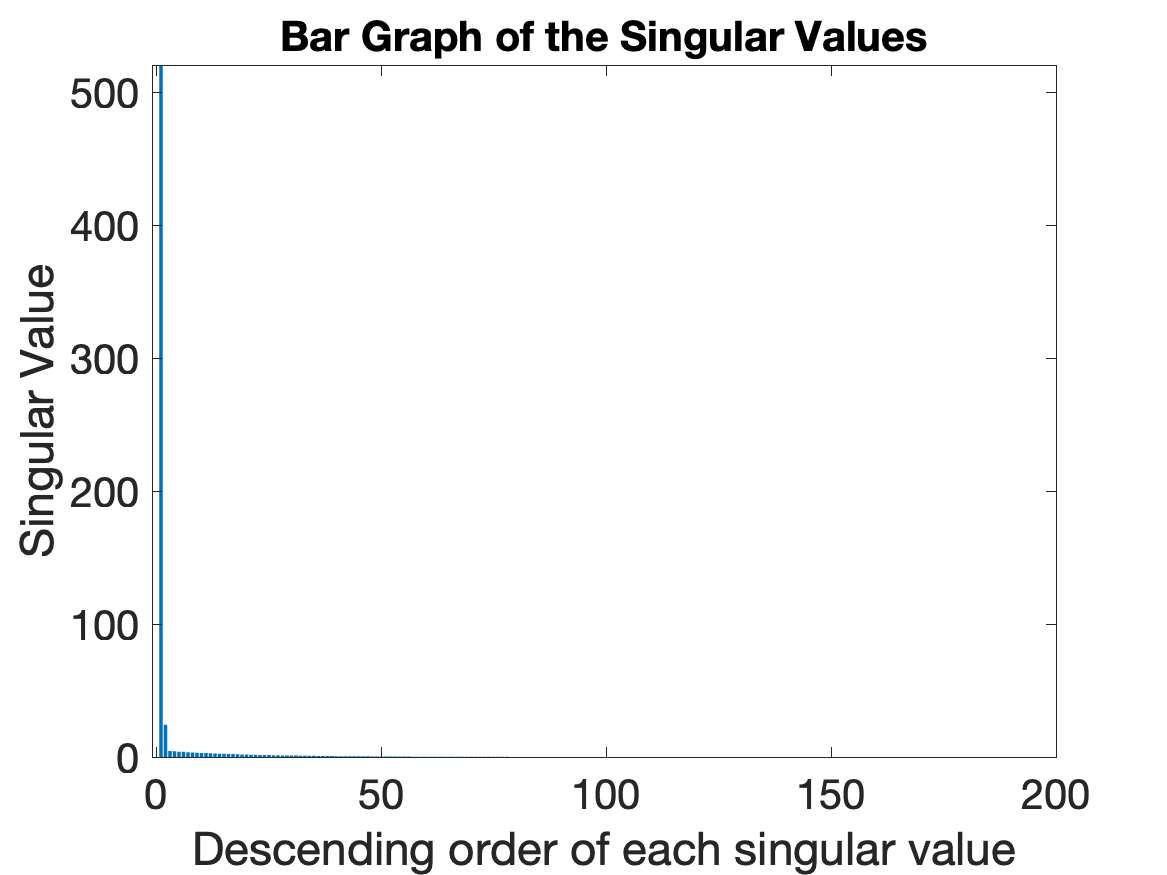 Bar Graph of the Singular Values
500
400
300
200
100
0
Singular Value
0 50 100 150 200
Descending order of each singular value